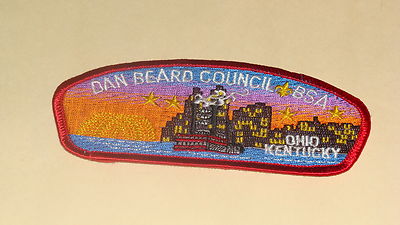 DAN BEARD COUNCIL BSA
OHIO
KENTUCKY